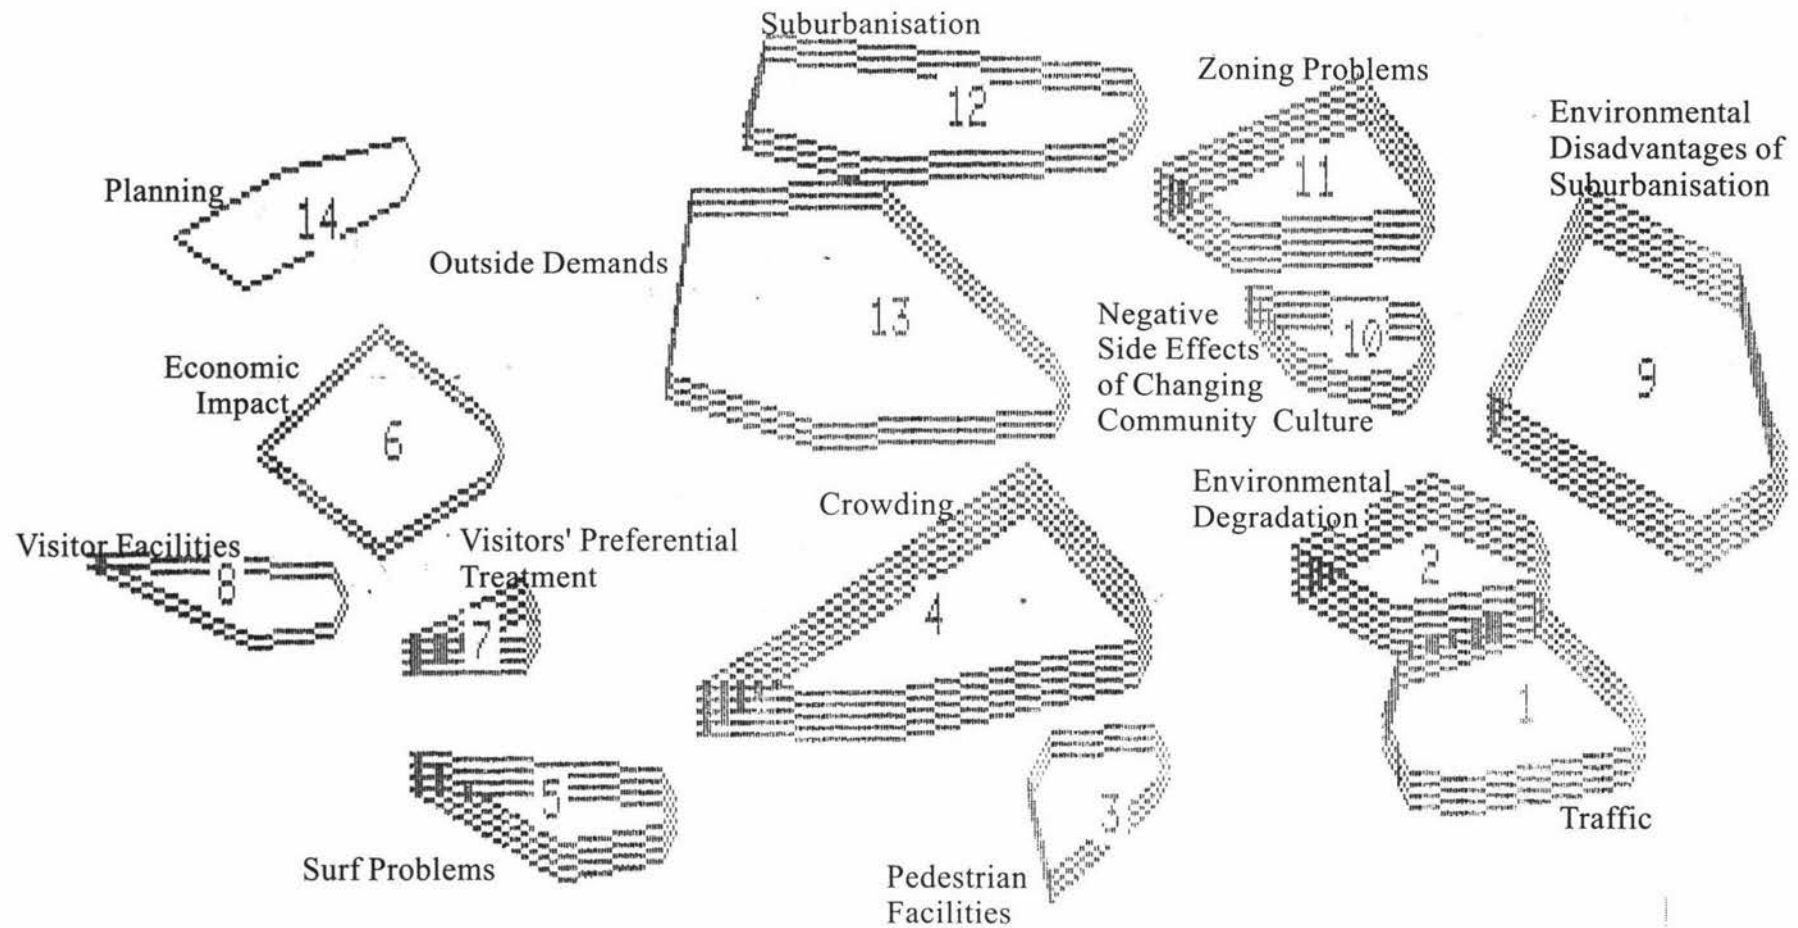 Suburbanisation
12
Zoning Problems
11
Environmental
Disadvantages of
Suburbanisation
9
Planning
14
Outside Demands
13
Negative
Side Effects
of Changing
Community Culture
10
Economic
Impact
6
Crowding
4
Environmental
Degradation
2
Visitor Facilities
8
Visitors' Preferential
Treatment
7
1
Traffic
5
Surf Problems
3
Pedestrian
Facilities